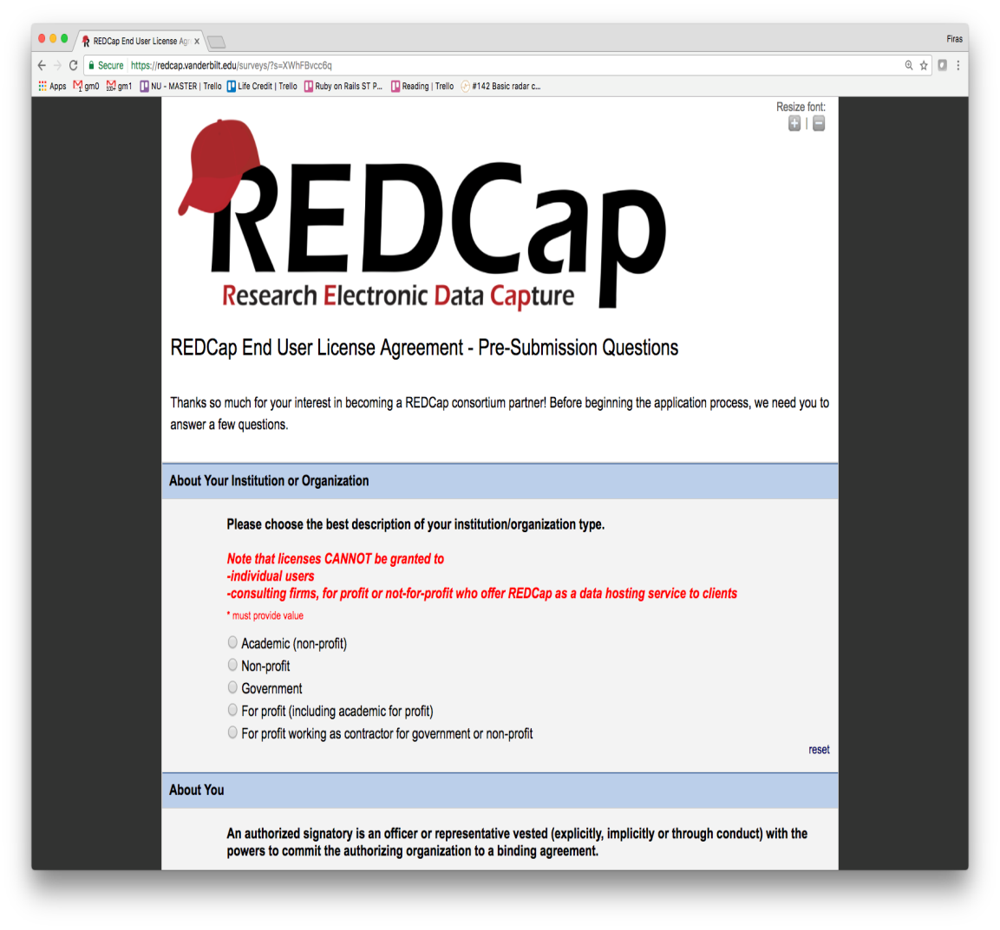 REDCap End User License Agr
Firas
Secure https://redcap.vanderbilt.edu/surveys/?s=XWhFBvcc6q
Apps gm0 gm1 NU - MASTER | Trello Life Credit | Trello Ruby on Rails ST P... Reading | Trello #142 Basic radar c...
Resize font:
+ | -
REDCap
Research Electronic Data Capture
REDCap End User License Agreement - Pre-Submission Questions
Thanks so much for your interest in becoming a REDCap consortium partner! Before beginning the application process, we need you to
answer a few questions.
About Your Institution or Organization
Please choose the best description of your institution/organization type.
Note that licenses CANNOT be granted to
-individual users
-consulting firms, for profit or not-for-profit who offer REDCap as a data hosting service to clients
* must provide value
Academic (non-profit)
Non-profit
Government
For profit (including academic for profit)
For profit working as contractor for government or non-profit
reset
About You
An authorized signatory is an officer or representative vested (explicitly, implicitly or through conduct) with the
powers to commit the authorizing organization to a binding agreement.